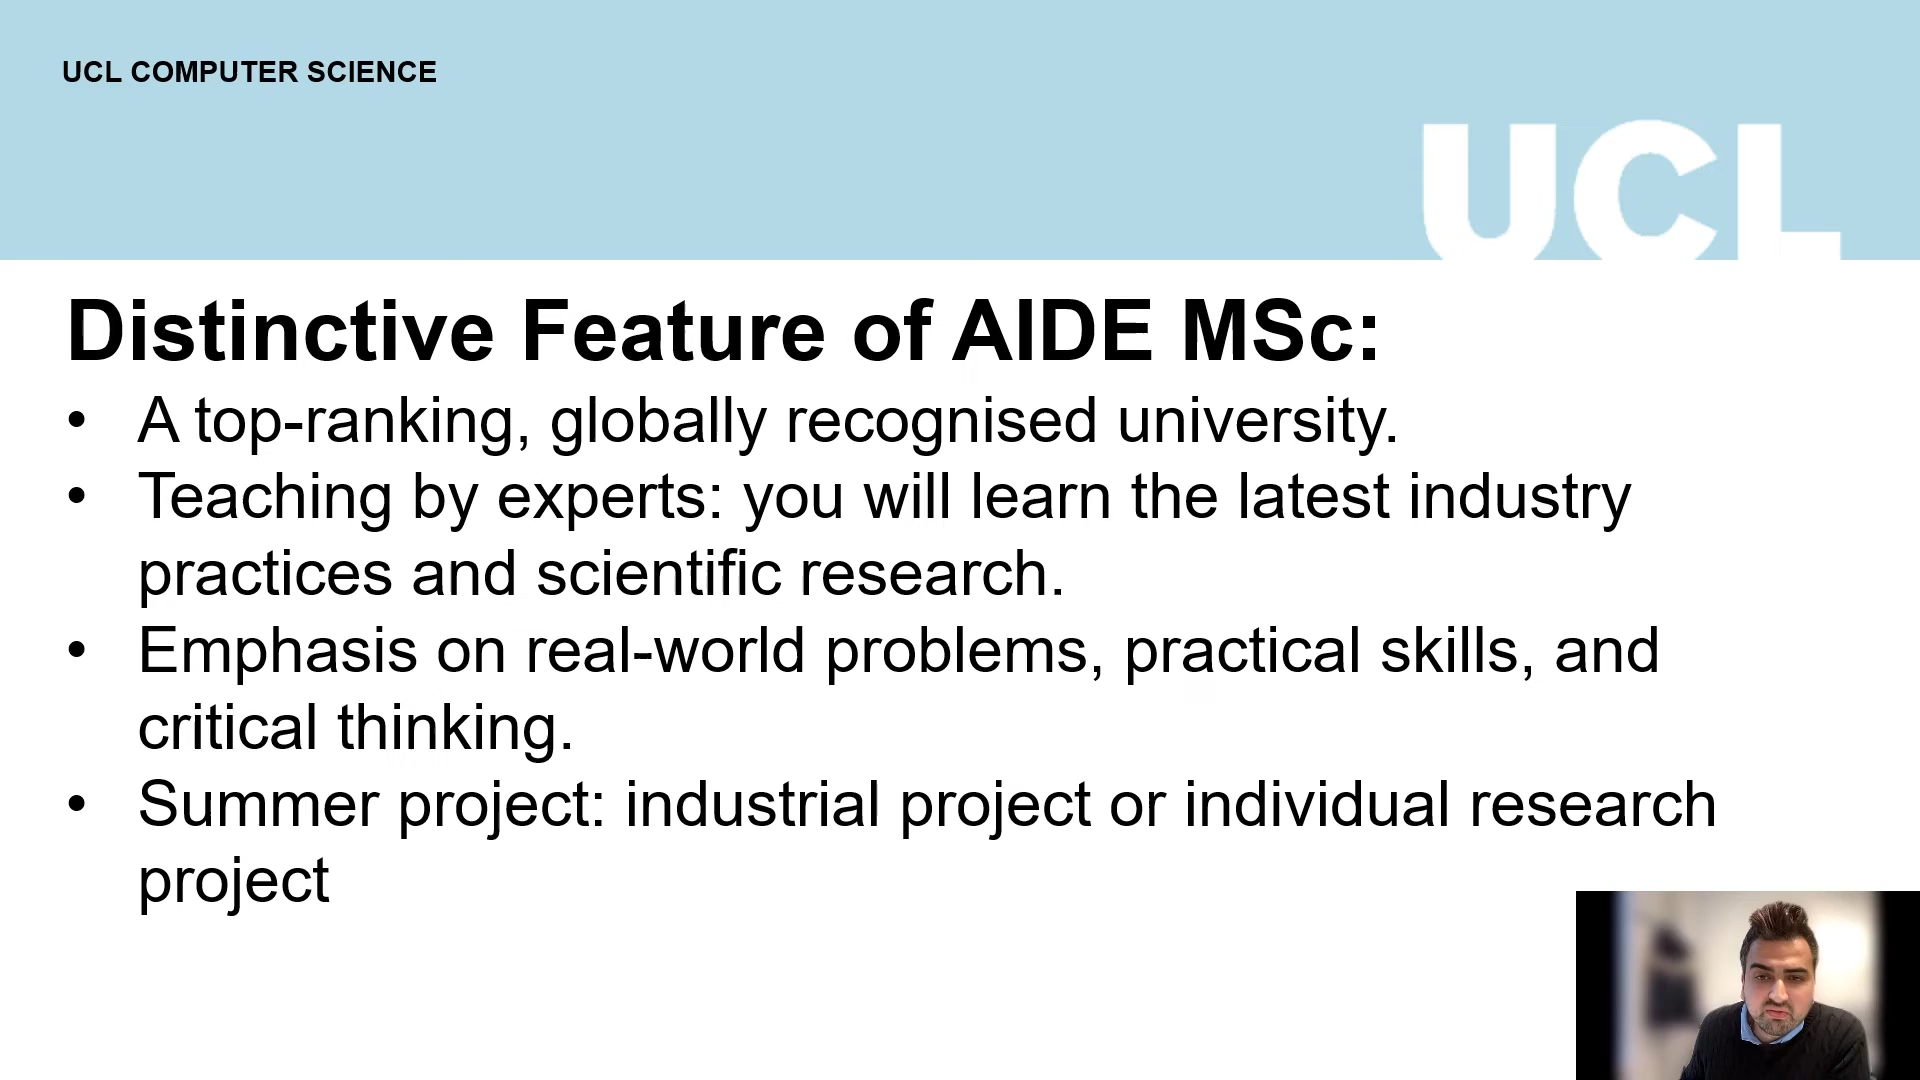 UCL COMPUTER SCIENCE
UCL
Distinctive Feature of AIDE MSc:
• A top-ranking, globally recognised university.
• Teaching by experts: you will learn the latest industry
practices and scientific research.
• Emphasis on real-world problems, practical skills, and
critical thinking.
• Summer project: industrial project or individual research
project